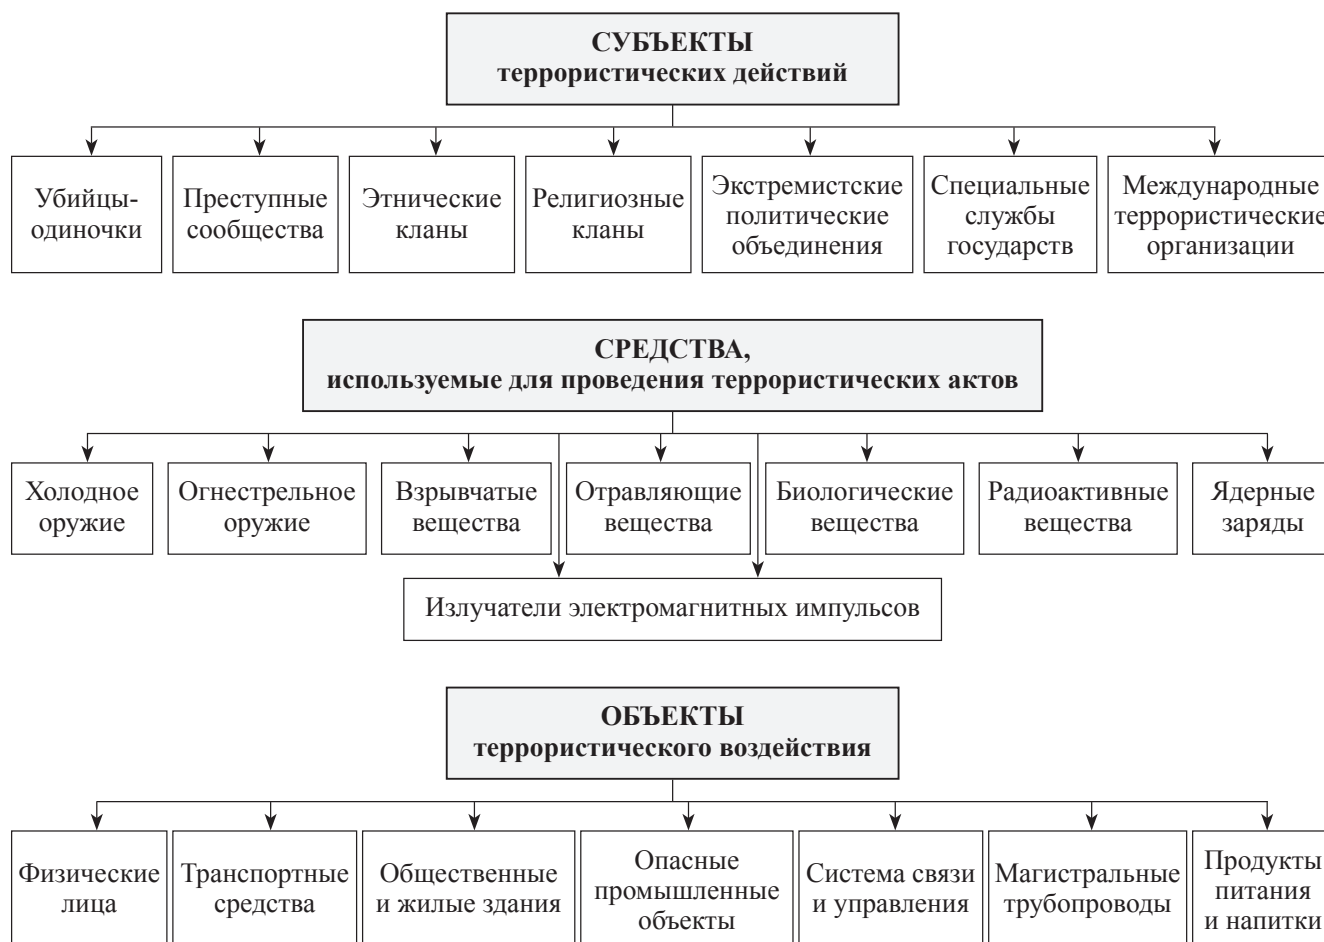 СУБЪЕКТЫ
террористических действий
Убийцы-
одиночки
Преступные
сообщества
Этнические
кланы
Религиозные
кланы
Экстремистские
политические
объединения
Специальные
службы
государств
Международные
террористические
организации
СРЕДСТВА,
используемые для проведения террористических актов
Холодное
оружие
Огнестрельное
оружие
Взрывчатые
вещества
Отравляющие
вещества
Биологические
вещества
Радиоактивные
вещества
Ядерные
заряды
Излучатели электромагнитных импульсов
ОБЪЕКТЫ
террористического воздействия
Физические
лица
Транспортные
средства
Общественные
и жилые здания
Опасные
промышленные
объекты
Система связи
и управления
Магистральные
трубопроводы
Продукты
питания
и напитки